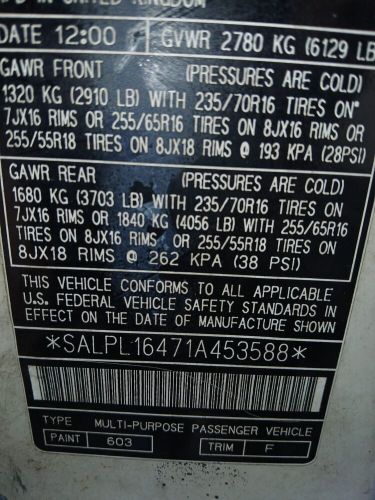 IN UNITED KINGDOM
DATE 12:00 GVWR 2780 KG (6129 LB
GAWR FRONT (PRESSURES ARE COLD)
1320 KG (2910 LB) WITH 235/70R16 TIRES ON
7JX16 RIMS OR 255/65R16 ON 8JX16 RIMS OR
255/55R18 TIRES ON 8JX18 RIMS @ 193 KPA (28PSI)
GAWR REAR (PRESSURES ARE COLD)
1680 KG (3703 LB) WITH 235/70R16 TIRES ON
7JX16 RIMS OR 1840 KG (4056 LB) WITH 255/65R16
TIRES ON 8JX16 RIMS OR 255/55R18 TIRES ON
8JX18 RIMS @ 262 KPA (38 PSI)
THIS VEHICLE CONFORMS TO ALL APPLICABLE
U.S. FEDERAL VEHICLE SAFETY STANDARDS IN
EFFECT ON THE DATE OF MANUFACTURE SHOWN
*SALPL16471A453588*
TYPE MULTI-PURPOSE PASSENGER VEHICLE
PAINT 603 TRIM F